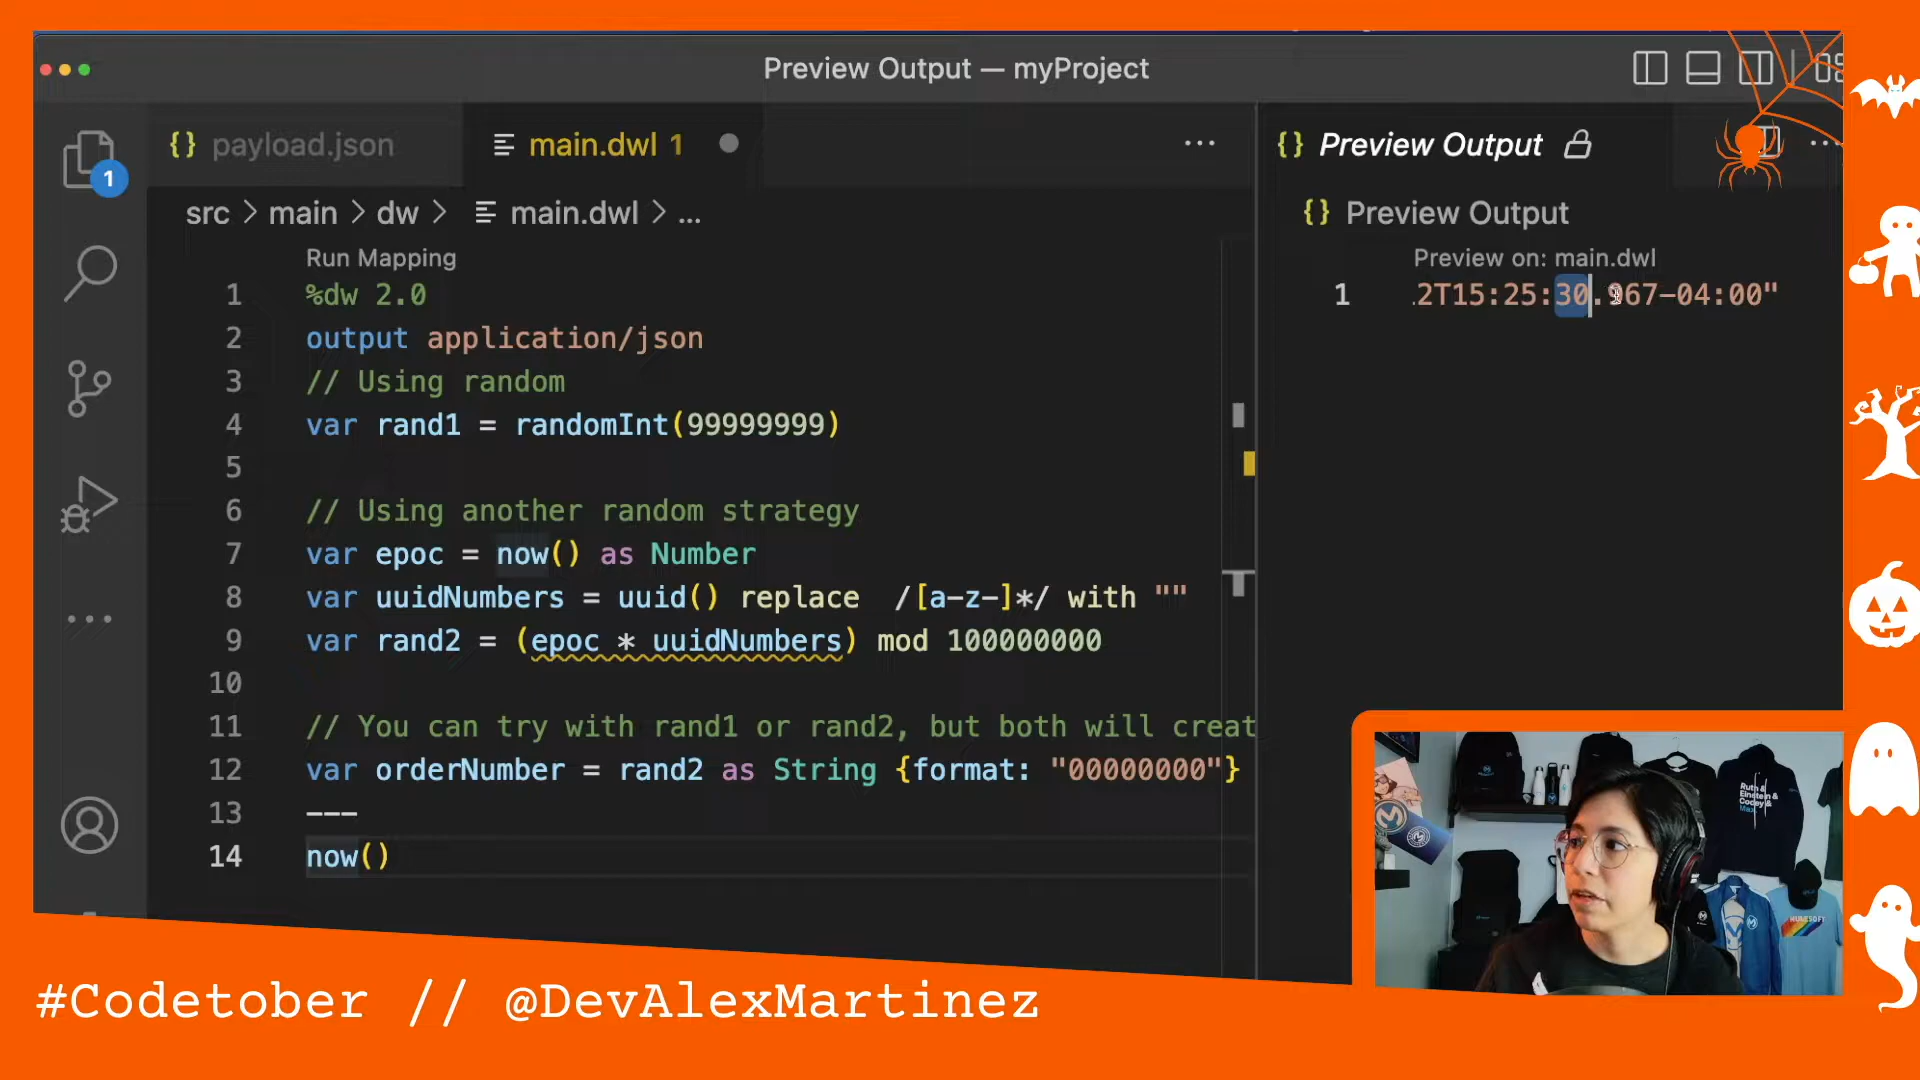 Preview Output — myProject
payload.json
main.dwl 1
Preview Output
1
src > main > dw > main.dwl > ...
Preview Output
Run Mapping
Preview on: main.dwl
1 %dw 2.0
1 .2T15:25:30.967-04:00"
2 output application/json
3 // Using random
4 var rand1 = randomInt(99999999)
5
6 // Using another random strategy
7 var epoc = now() as Number
8 var uuidNumbers = uuid() replace /[a-z-]*/ with ""
9 var rand2 = (epoc * uuidNumbers) mod 100000000
10
11 // You can try with rand1 or rand2, but both will creat
12 var orderNumber = rand2 as String {format: "00000000"}
13 ---
14 now()
Ruth &
Einstein &
Codey &
Max
#Codetober // @DevAlexMartinez